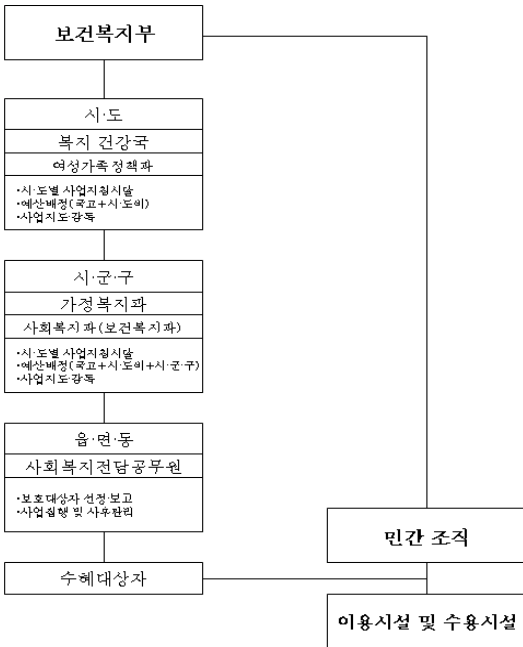 보건복지부
시·도
복지 건강국
여성가족정책과
·시·도별 사업지침시달
·예산배정(국고+시·도비)
·사업지도·감독
시·군·구
가정복지과
사회복지과(보건복지과)
·시·도별 사업지침시달
·예산배정(국고+시·도비+시·군·구)
·사업지도·감독
읍·면·동
사회복지전담공무원
·보호대상자 선정·보고
·사업집행 및 사후관리
수혜대상자
민간 조직
이용시설 및 수용시설